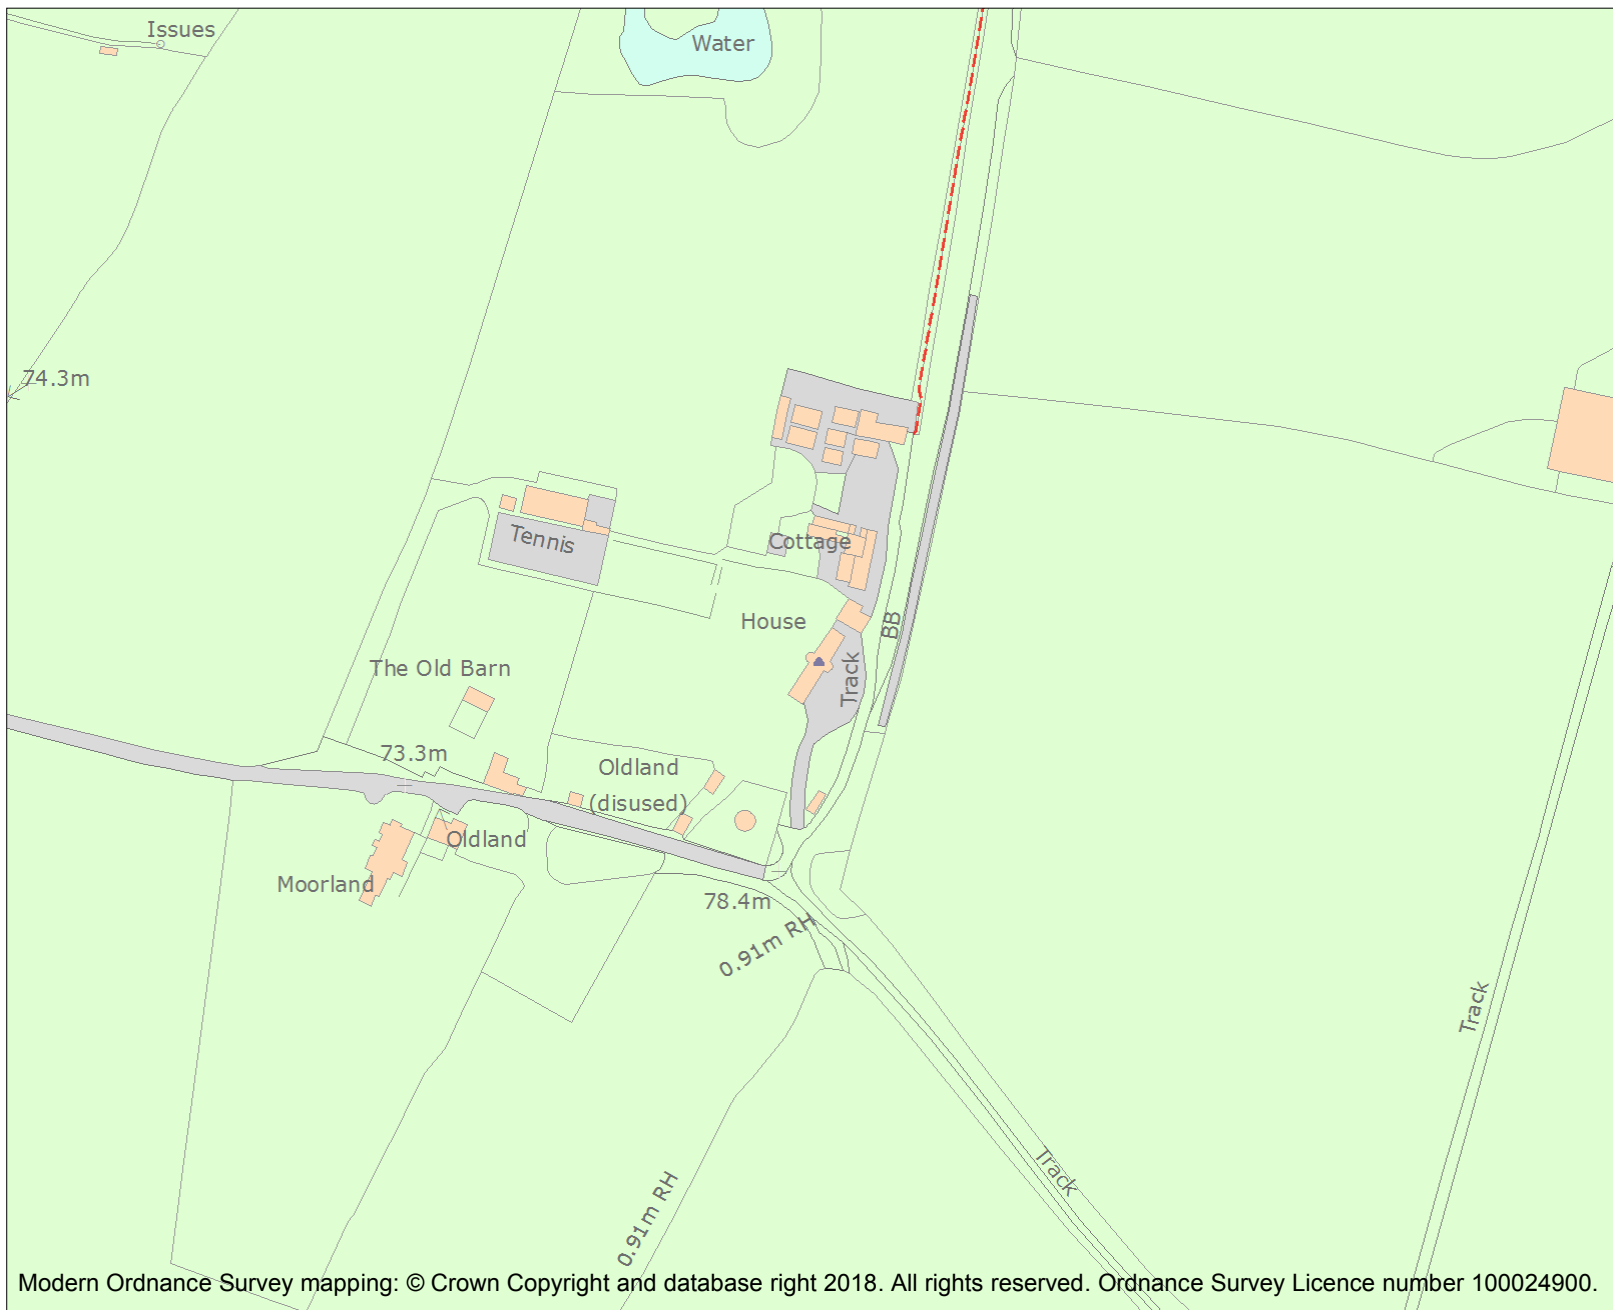 Issues
Water
74.3m
Tennis
Cottage
House
BB
Track
The Old Barn
73.3m
Oldland
(disused)
Oldland
Moorland
78.4m
0.91m RH
Track
Track
0.91m RH
Modern Ordnance Survey mapping: © Crown Copyright and database right 2018. All rights reserved. Ordnance Survey Licence number 100024900.